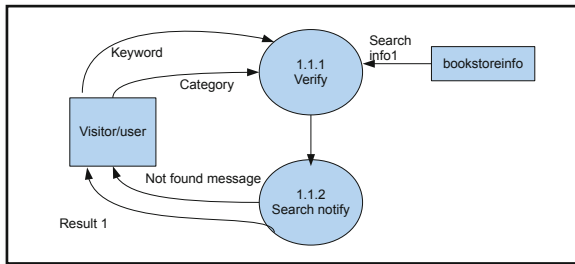 Keyword
Search
info1
1.1.1
Verify
bookstoreinfo
Category
Visitor/user
Not found message
1.1.2
Search notify
Result 1